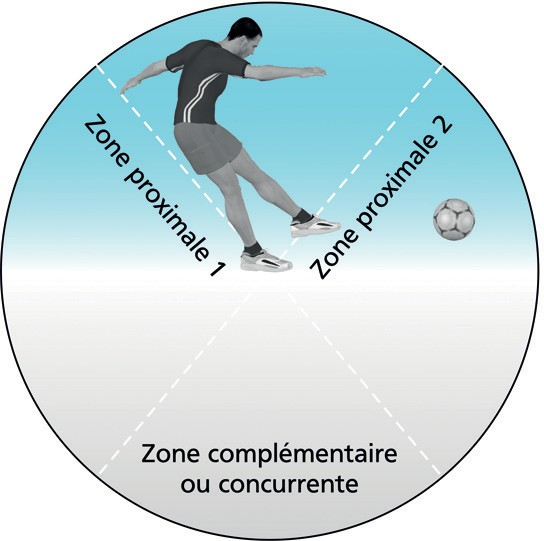 Zone proximale 1
Zone proximale 2
Zone complémentaire
ou concurrente